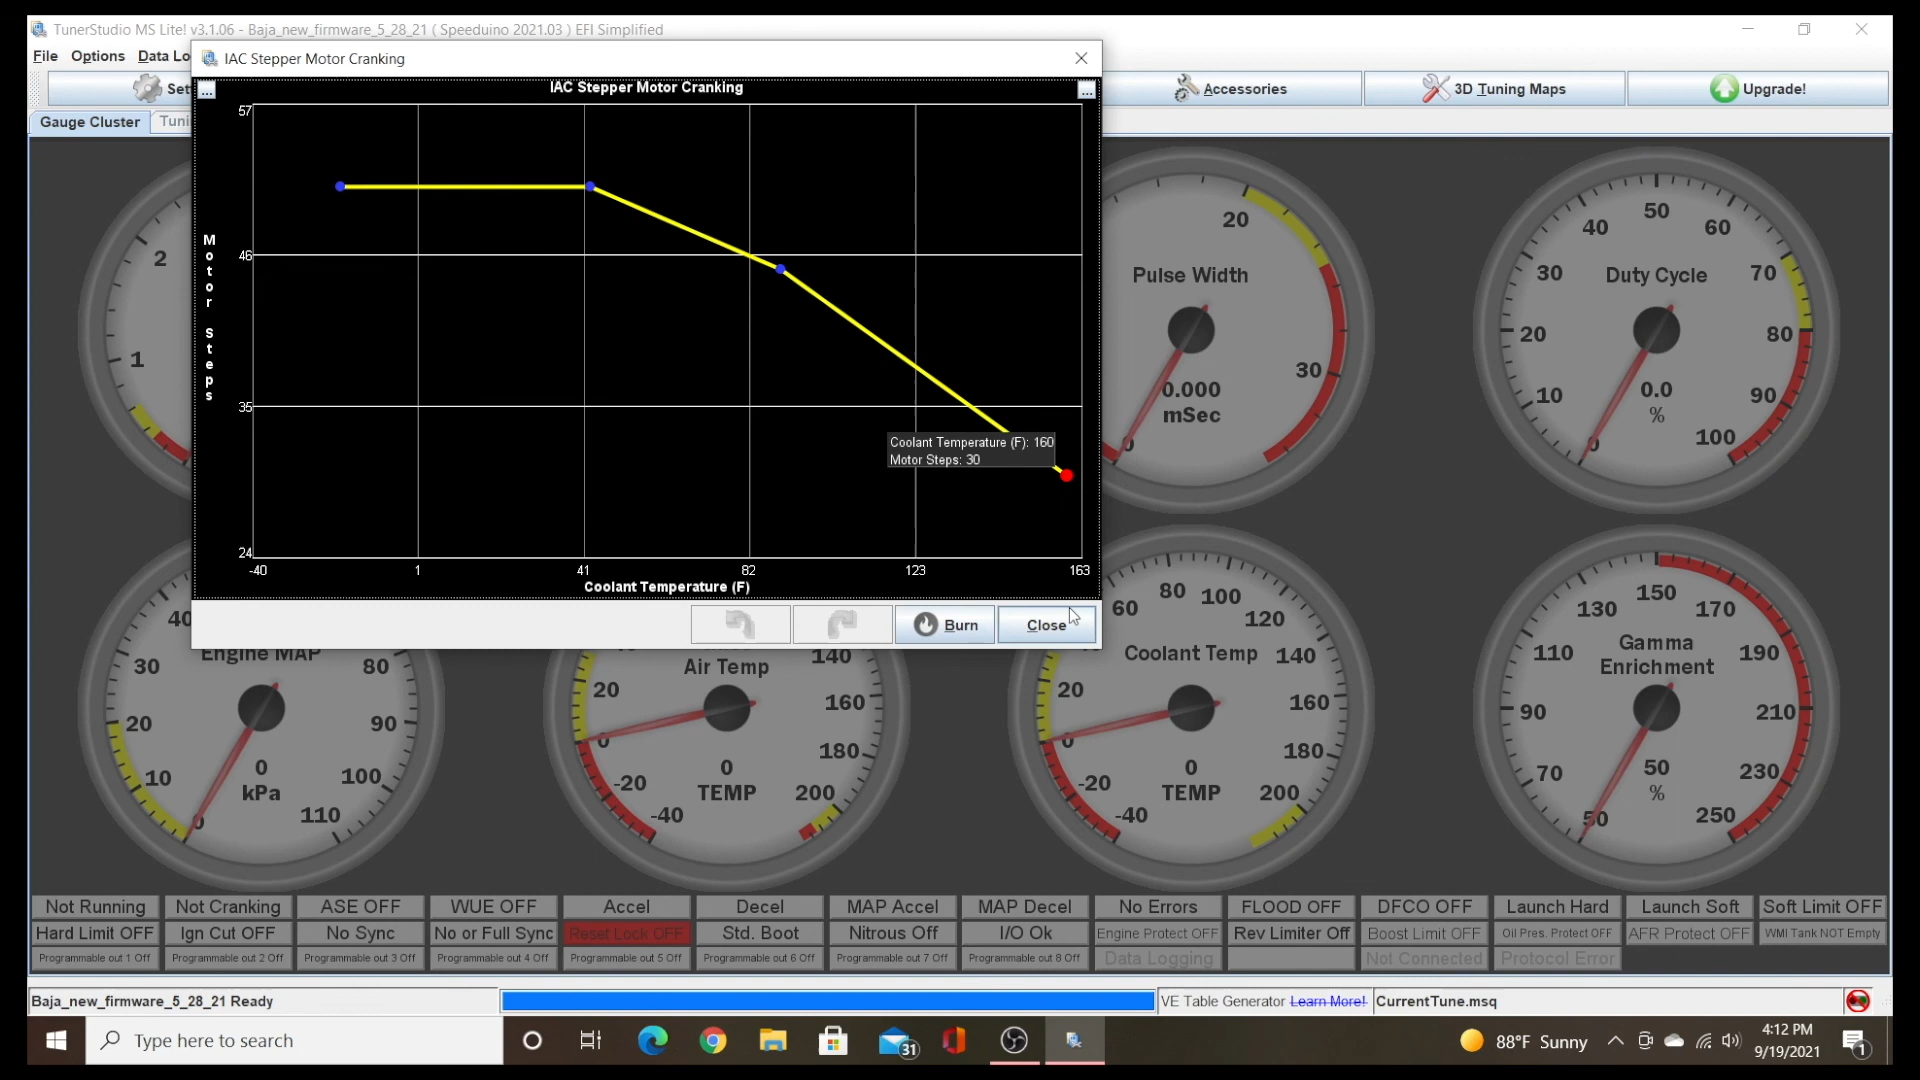 TunerStudio MS Lite! v3.1.06 - Baja_new_firmware_5_28_21 ( Speeduino 2021.03 ) EFI Simplified
File Options Data Lo
IAC Stepper Motor Cranking
Set
Accessories
3D Tuning Maps
Upgrade!
Gauge Cluster
Tuni
...
IAC Stepper Motor Cranking
...
57
46
35
24
Motor Steps
-40 1 41 82 123 163
Coolant Temperature (F)
Coolant Temperature (F): 160
Motor Steps: 30
Burn
Close
1
2
Pulse Width
20
30
0
0.000
mSec
Duty Cycle
0
10
20
30
40
50
60
70
80
90
100
0.0
%
Engine MAP
0
10
20
30
40
80
90
100
110
0
kPa
Air Temp
-40
-20
0
20
140
160
180
200
0
TEMP
Coolant Temp
-40
-20
0
20
60
80
100
120
140
160
180
200
0
TEMP
Gamma
Enrichment
50
70
90
110
130
150
170
190
210
230
250
50
%
Not Running Not Cranking ASE OFF WUE OFF Accel Decel MAP Accel MAP Decel No Errors FLOOD OFF DFCO OFF Launch Hard Launch Soft Soft Limit OFF
Hard Limit OFF Ign Cut OFF No Sync No or Full Sync Reset Lock OFF Std. Boot Nitrous Off I/O Ok Engine Protect OFF Rev Limiter Off Boost Limit OFF Oil Pres. Protect OFF AFR Protect OFF WMI Tank NOT Empty
Programmable out 1 Off Programmable out 2 Off Programmable out 3 Off Programmable out 4 Off Programmable out 5 Off Programmable out 6 Off Programmable out 7 Off Programmable out 8 Off Data Logging Not Connected Protocol Error
Baja_new_firmware_5_28_21 Ready
VE Table Generator Learn More!
CurrentTune.msq
Type here to search
31
88°F Sunny
4:12 PM
9/19/2021
1